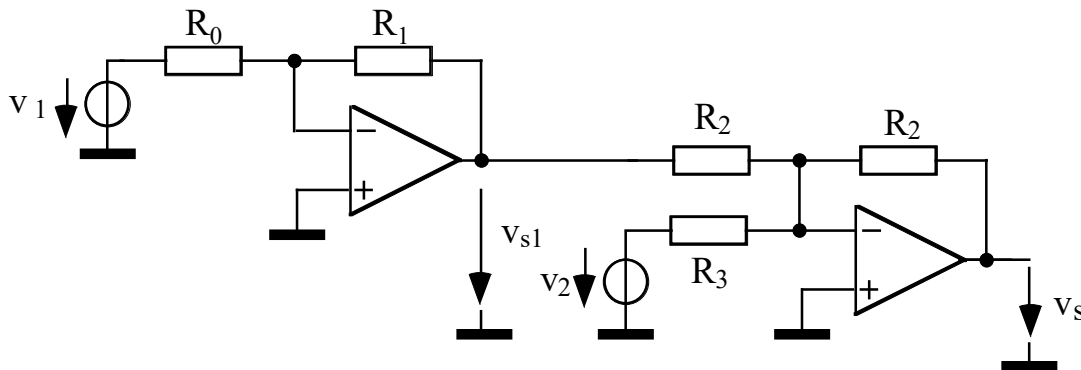 R₀
R₁
v ₁
−
+
vₛ₁
R₂
R₂
v₂
R₃
−
+
vₛ